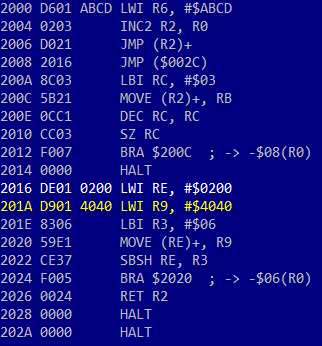 2000 D601 ABCD LWI R6, #$ABCD
2004 0203 INC2 R2, R0
2006 D021 JMP (R2)+
2008 2016 JMP ($002C)
200A 8C03 LBI RC, #$03
200C 5B21 MOVE (R2)+, RB
200E 0CC1 DEC RC, RC
2010 CC03 SZ RC
2012 F007 BRA $200C ; -> -$08(R0)
2014 0000 HALT
2016 DE01 0200 LWI RE, #$0200
201A D901 4040 LWI R9, #$4040
201E 8306 LBI R3, #$06
2020 59E1 MOVE (RE)+, R9
2022 CE37 SBSH RE, R3
2024 F005 BRA $2020 ; -> -$06(R0)
2026 0024 RET R2
2028 0000 HALT
202A 0000 HALT